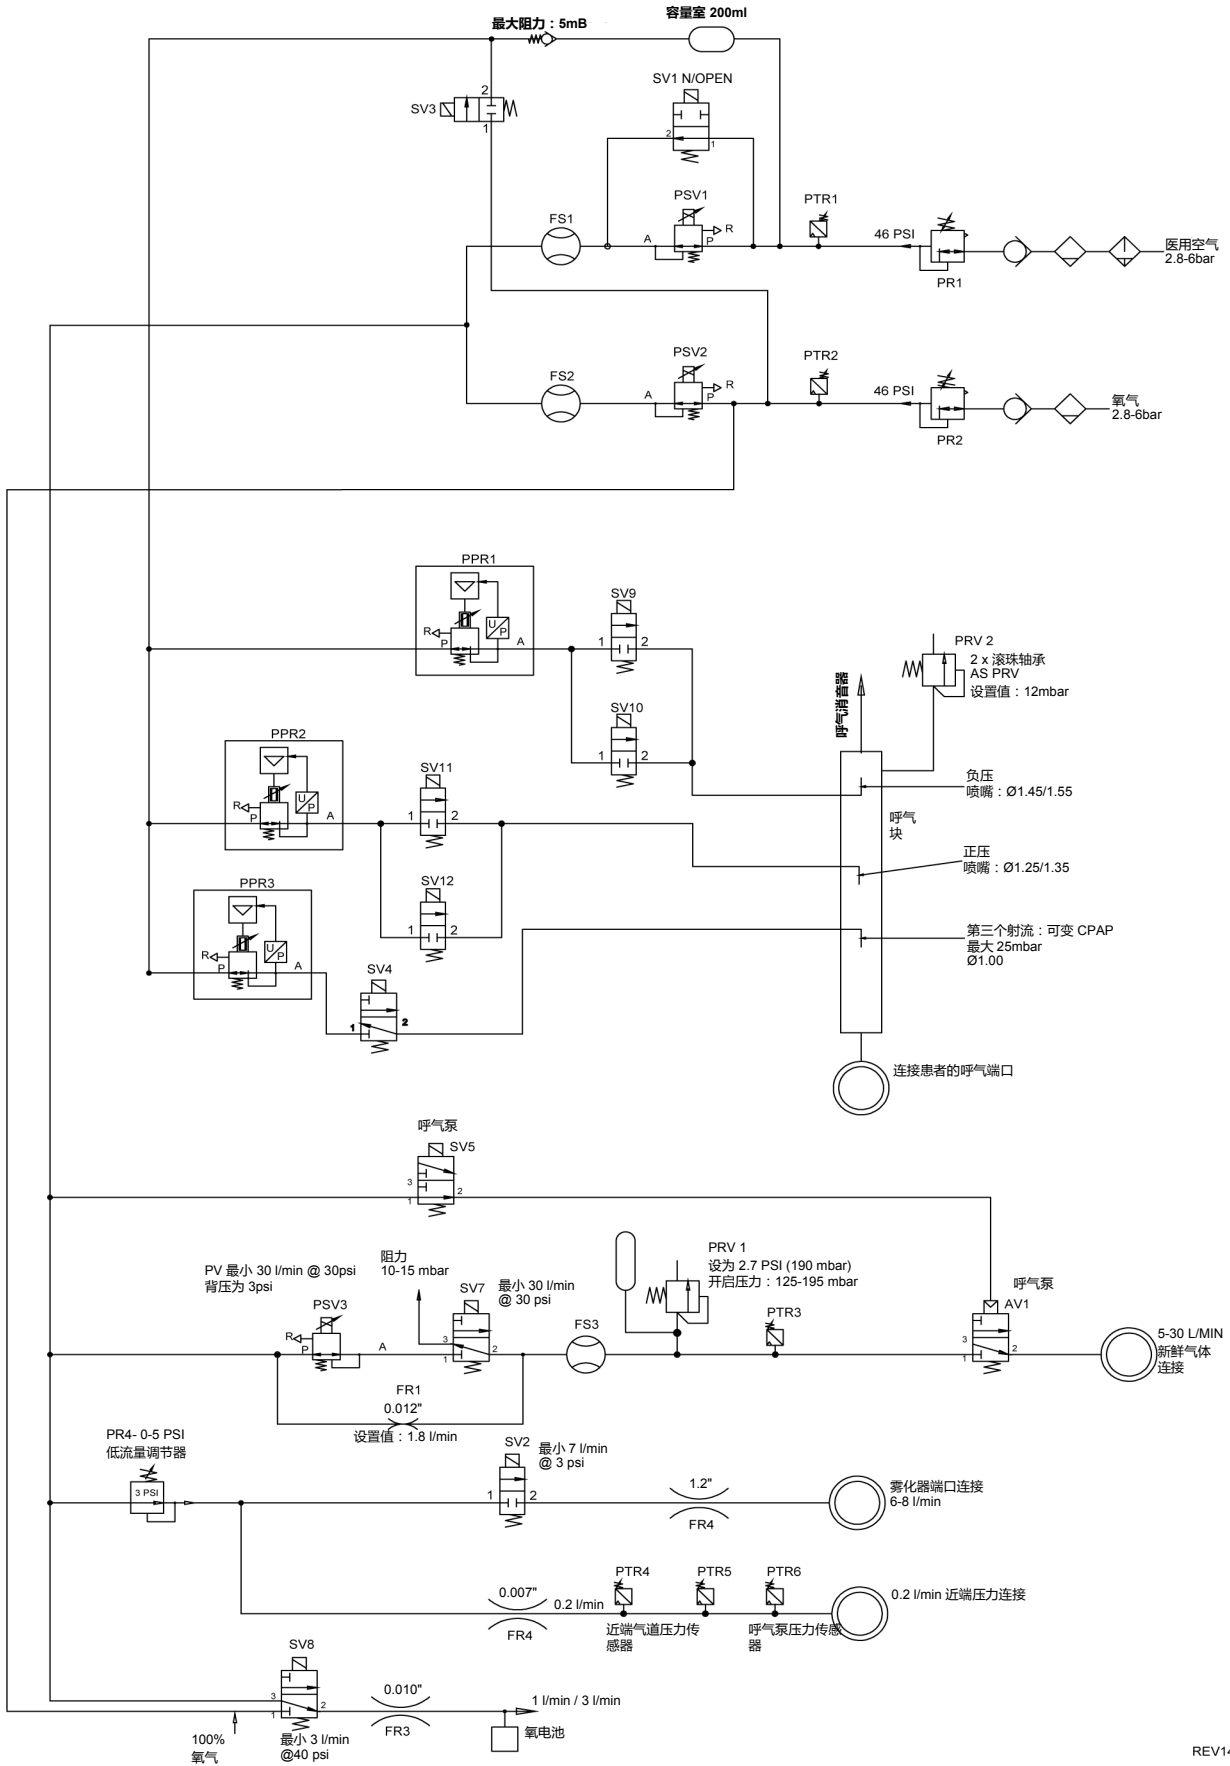 最大阻力：5mB
容量室 200ml
SV1 N/OPEN
2
SV3
1
2
1
PSV1
PTR1
FS1
R
A
P
46 PSI
医用空气
2.8-6bar
PR1
PSV2
PTR2
FS2
R
A
P
46 PSI
氧气
2.8-6bar
PR2
PPR1
SV9
R
P
U
P
A
1
2
PRV 2
2 x 滚珠轴承
AS PRV
设置值：12mbar
呼气消音器
SV10
1
2
PPR2
SV11
R
P
U
P
A
1
2
负压
喷嘴：Ø1.45/1.55
呼气
块
正压
喷嘴：Ø1.25/1.35
PPR3
SV12
1
2
R
P
U
P
A
第三个射流：可变 CPAP
最大 25mbar
Ø1.00
SV4
1
2
连接患者的呼气端口
呼气泵
SV5
3
1
2
阻力
10-15 mbar
PRV 1
设为 2.7 PSI (190 mbar)
开启压力：125-195 mbar
PV 最小 30 l/min @ 30psi
背压为 3psi
SV7
最小 30 l/min
@ 30 psi
呼气泵
AV1
PSV3
R
P
A
3
1
2
FS3
PTR3
3
1
2
5-30 L/MIN
新鲜气体
连接
FR1
0.012"
设置值：1.8 l/min
PR4- 0-5 PSI
低流量调节器
3 PSI
SV2
最小 7 l/min
@ 3 psi
1
2
1.2"
FR4
雾化器端口连接
6-8 l/min
0.007"
0.2 l/min
FR4
PTR4
PTR5
PTR6
近端气道压力传
感器
呼气泵压力传感
器
0.2 l/min 近端压力连接
SV8
3
1
2
0.010"
FR3
1 l/min / 3 l/min
氧电池
100%
氧气
最小 3 l/min
@40 psi
REV14